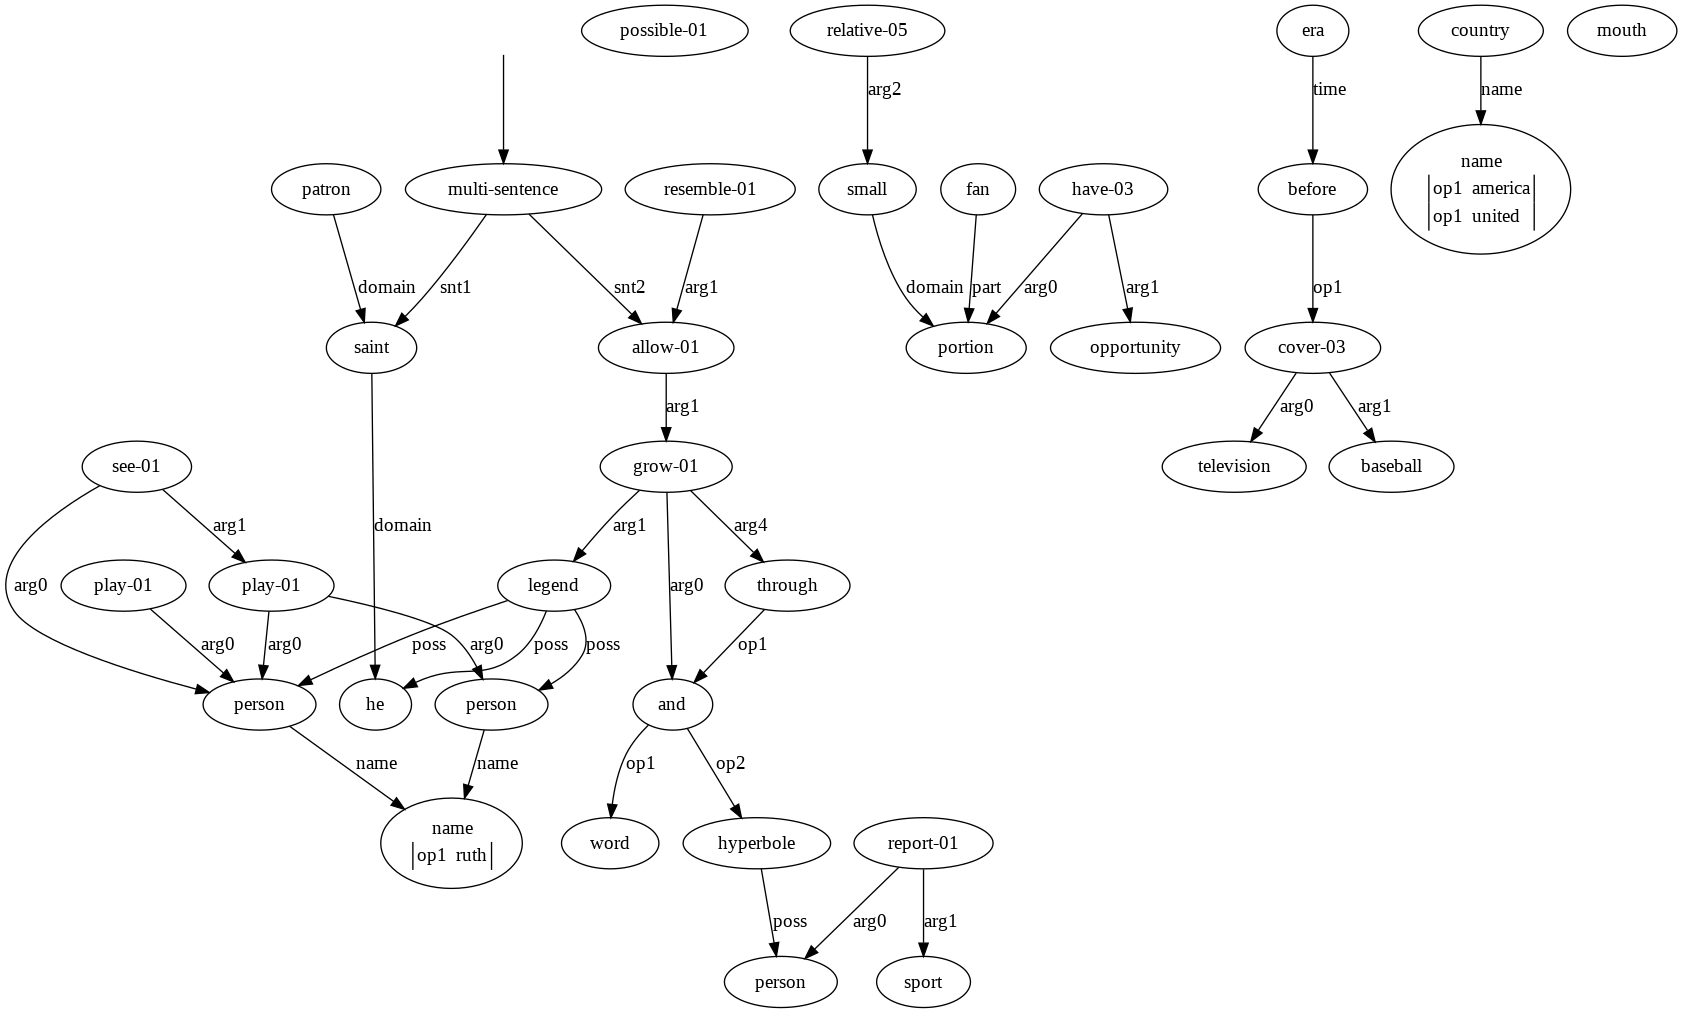 possible-01
relative-05
era
country
mouth
arg2
time
name
patron
multi-sentence
resemble-01
small
fan
have-03
before
name
op1 america
op1 united
domain
snt1
snt2
arg1
domain
part
arg0
arg1
op1
saint
allow-01
portion
opportunity
cover-03
arg1
arg0
arg1
see-01
grow-01
television
baseball
arg1
domain
arg1
arg4
arg0
play-01
play-01
legend
arg0
through
arg0
arg0
poss
arg0
poss
poss
op1
person
he
person
and
name
name
op1
op2
name
op1 ruth
word
hyperbole
report-01
poss
arg0
arg1
person
sport